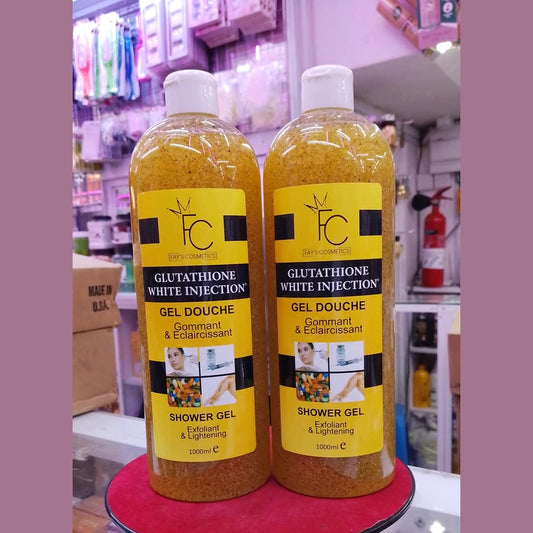 FC
FAY'S COSMETICS
GLUTATHIONE
WHITE INJECTION
GEL DOUCHE
Gommant
& Eclaircissant
SHOWER GEL
Exfoliant
& Lightening
1000ml e
FC
FAY'S COSMETICS
GLUTATHIONE
WHITE INJECTION
GEL DOUCHE
Gommant
& Eclaircissant
SHOWER GEL
Exfoliant
& Lightening
1000ml e
MADE IN
U.S.A.